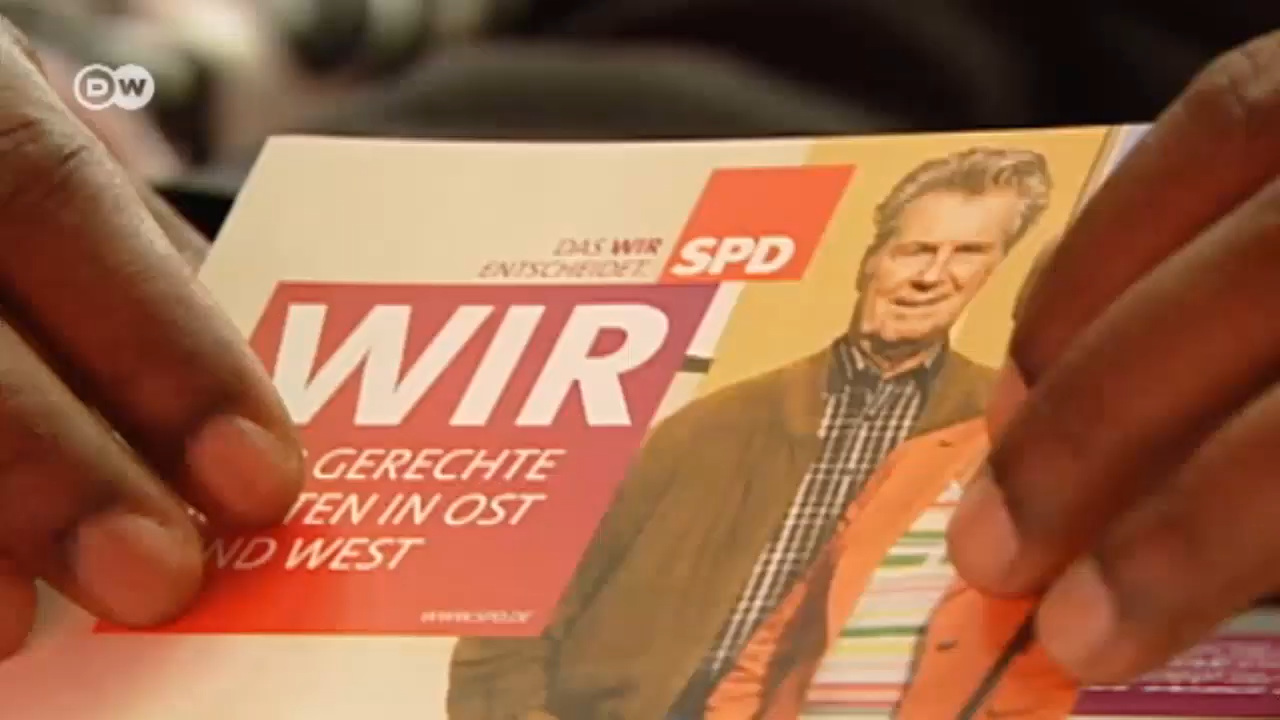 DW
DAS WIR
ENTSCHEIDET.
SPD
WIR
GERECHTE
TEN IN OST
ND WEST
WWW.SPD.DE